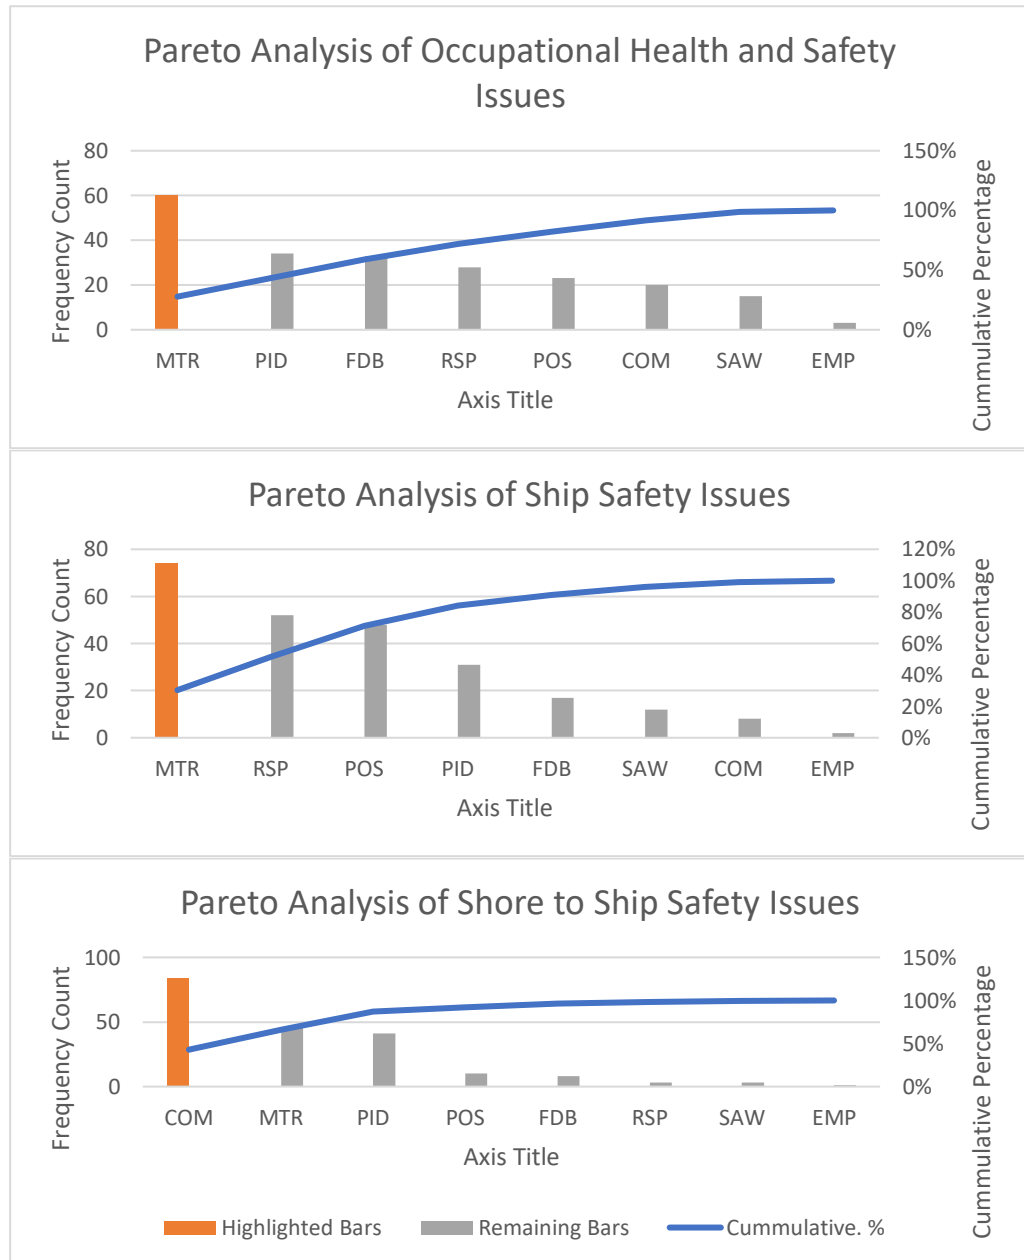 Pareto Analysis of Occupational Health and Safety
Issues
Frequency Count
80
60
40
20
0
150%
100%
50%
0%
Cummulative Percentage
MTR PID FDB RSP POS COM SAW EMP
Axis Title
Pareto Analysis of Ship Safety Issues
Frequency Count
80
60
40
20
0
120%
100%
80%
60%
40%
20%
0%
Cummulative Percentage
MTR RSP POS PID FDB SAW COM EMP
Axis Title
Pareto Analysis of Shore to Ship Safety Issues
Frequency Count
100
50
0
150%
100%
50%
0%
Cummulative Percentage
COM MTR PID POS FDB RSP SAW EMP
Axis Title
Highlighted Bars Remaining Bars Cummulative. %